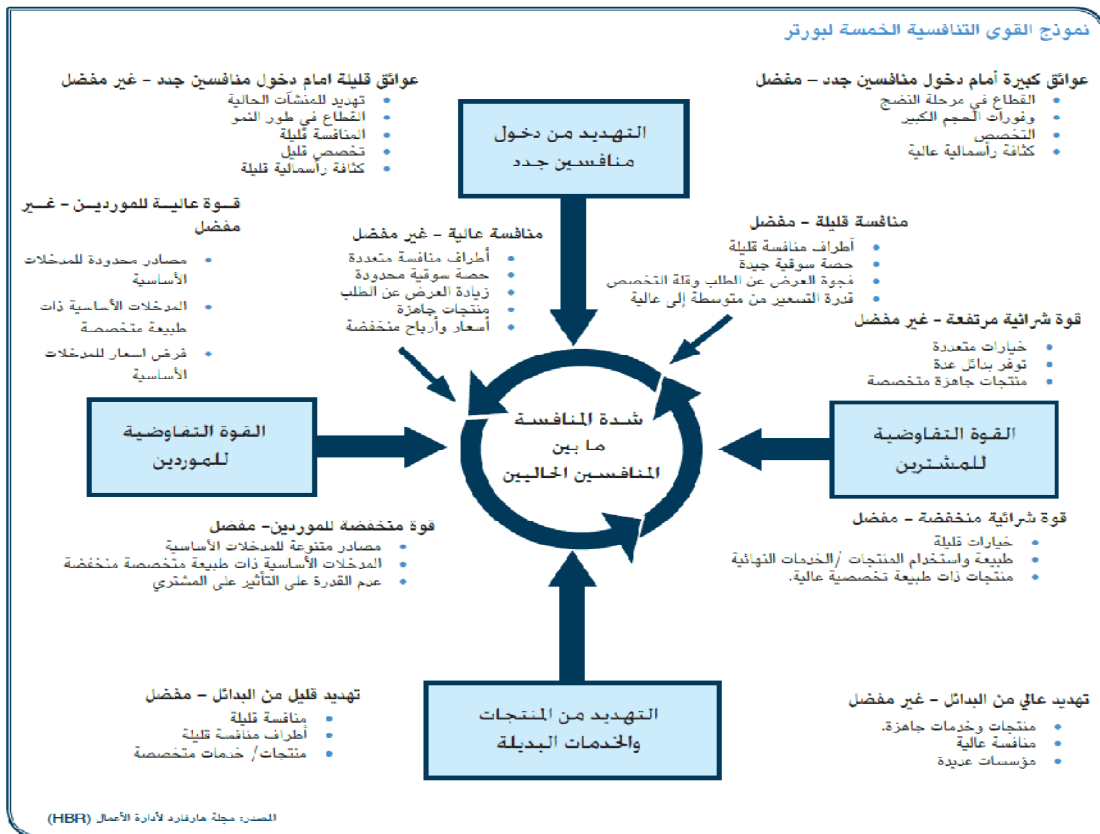 نموذج القوى التنافسية الخمسة لبورتر
عوائق كبيرة أمام دخول منافسين جدد – مفضل
• القطاع في مرحلة النضج
• وفورات الحجم الكبير
• التخصص
• كثافة رأسمالية عالية
التهديد من دخول
منافسين جدد
عوائق قليلة امام دخول منافسين جدد – غير مفضل
• تهديد للمنشآت الحالية
• القطاع في طور النمو
• المنافسة قليلة
• تخصص قليل
• كثافة رأسمالية قليلة
منافسة قليلة – مفضل
• أطراف منافسة قليلة
• حصة سوقية جيدة
• فجوة العرض عن الطلب وقلة التخصص
• قدرة التسعير من متوسطة إلى عالية
منافسة عالية – غير مفضل
• أطراف منافسة متعددة
• حصة سوقية محدودة
• زيادة العرض عن الطلب
• منتجات جاهزة
• أسعار وأرباح منخفضة
قوة عالية للموردين – غير
مفضل
• مصادر محدودة للمدخلات
الأساسية
• المدخلات الأساسية ذات
طبيعة متخصصة
• فرض اسعار للمدخلات
الأساسية
قوة شرائية مرتفعة – غير مفضل
• خيارات متعددة
• توفر بدائل عدة
• منتجات جاهزة متخصصة
القوة التفاوضية
للمشترين
شدة المنافسة
ما بين
المنافسين الحاليين
القوة التفاوضية
للموردين
قوة شرائية منخفضة – مفضل
• خيارات قليلة
• طبيعة واستخدام المنتجات /الخدمات النهائية
• منتجات ذات طبيعة تخصصية عالية.
قوة منخفضة للموردين– مفضل
• مصادر متنوعة للمدخلات الأساسية
• المدخلات الأساسية ذات طبيعة متخصصة منخفضة
• عدم القدرة على التأثير على المشتري
تهديد عالي من البدائل – غير مفضل
• منتجات وخدمات جاهزة.
• منافسة عالية
• مؤسسات عديدة
التهديد من المنتجات
والخدمات البديلة
تهديد قليل من البدائل – مفضل
• منافسة قليلة
• أطراف منافسة قليلة
• منتجات/ خدمات متخصصة
المصدر: مجلة هارفارد لأدارة الأعمال (HBR)